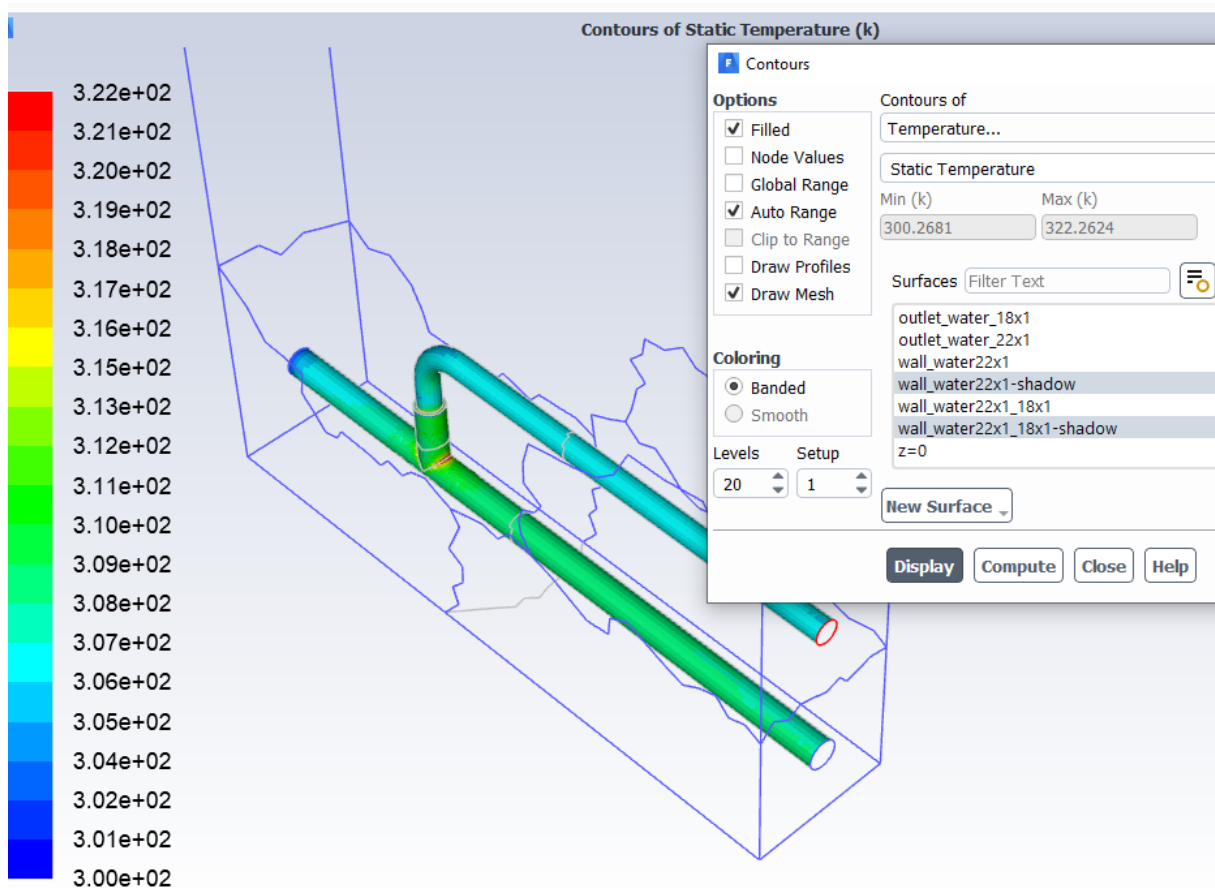 Contours of Static Temperature (k)
3.22e+02
3.21e+02
3.20e+02
3.19e+02
3.18e+02
3.17e+02
3.16e+02
3.15e+02
3.13e+02
3.12e+02
3.11e+02
3.10e+02
3.09e+02
3.08e+02
3.07e+02
3.06e+02
3.05e+02
3.04e+02
3.02e+02
3.01e+02
3.00e+02
F Contours
Options
Filled
Node Values
Global Range
Auto Range
Clip to Range
Draw Profiles
Draw Mesh
Coloring
Banded
Smooth
Levels Setup
20 1
Contours of
Temperature...
Static Temperature
Min (k) Max (k)
300.2681 322.2624
Surfaces Filter Text
outlet_water_18x1
outlet_water_22x1
wall_water22x1
wall_water22x1-shadow
wall_water22x1_18x1
wall_water22x1_18x1-shadow
z=0
New Surface
Display Compute Close Help